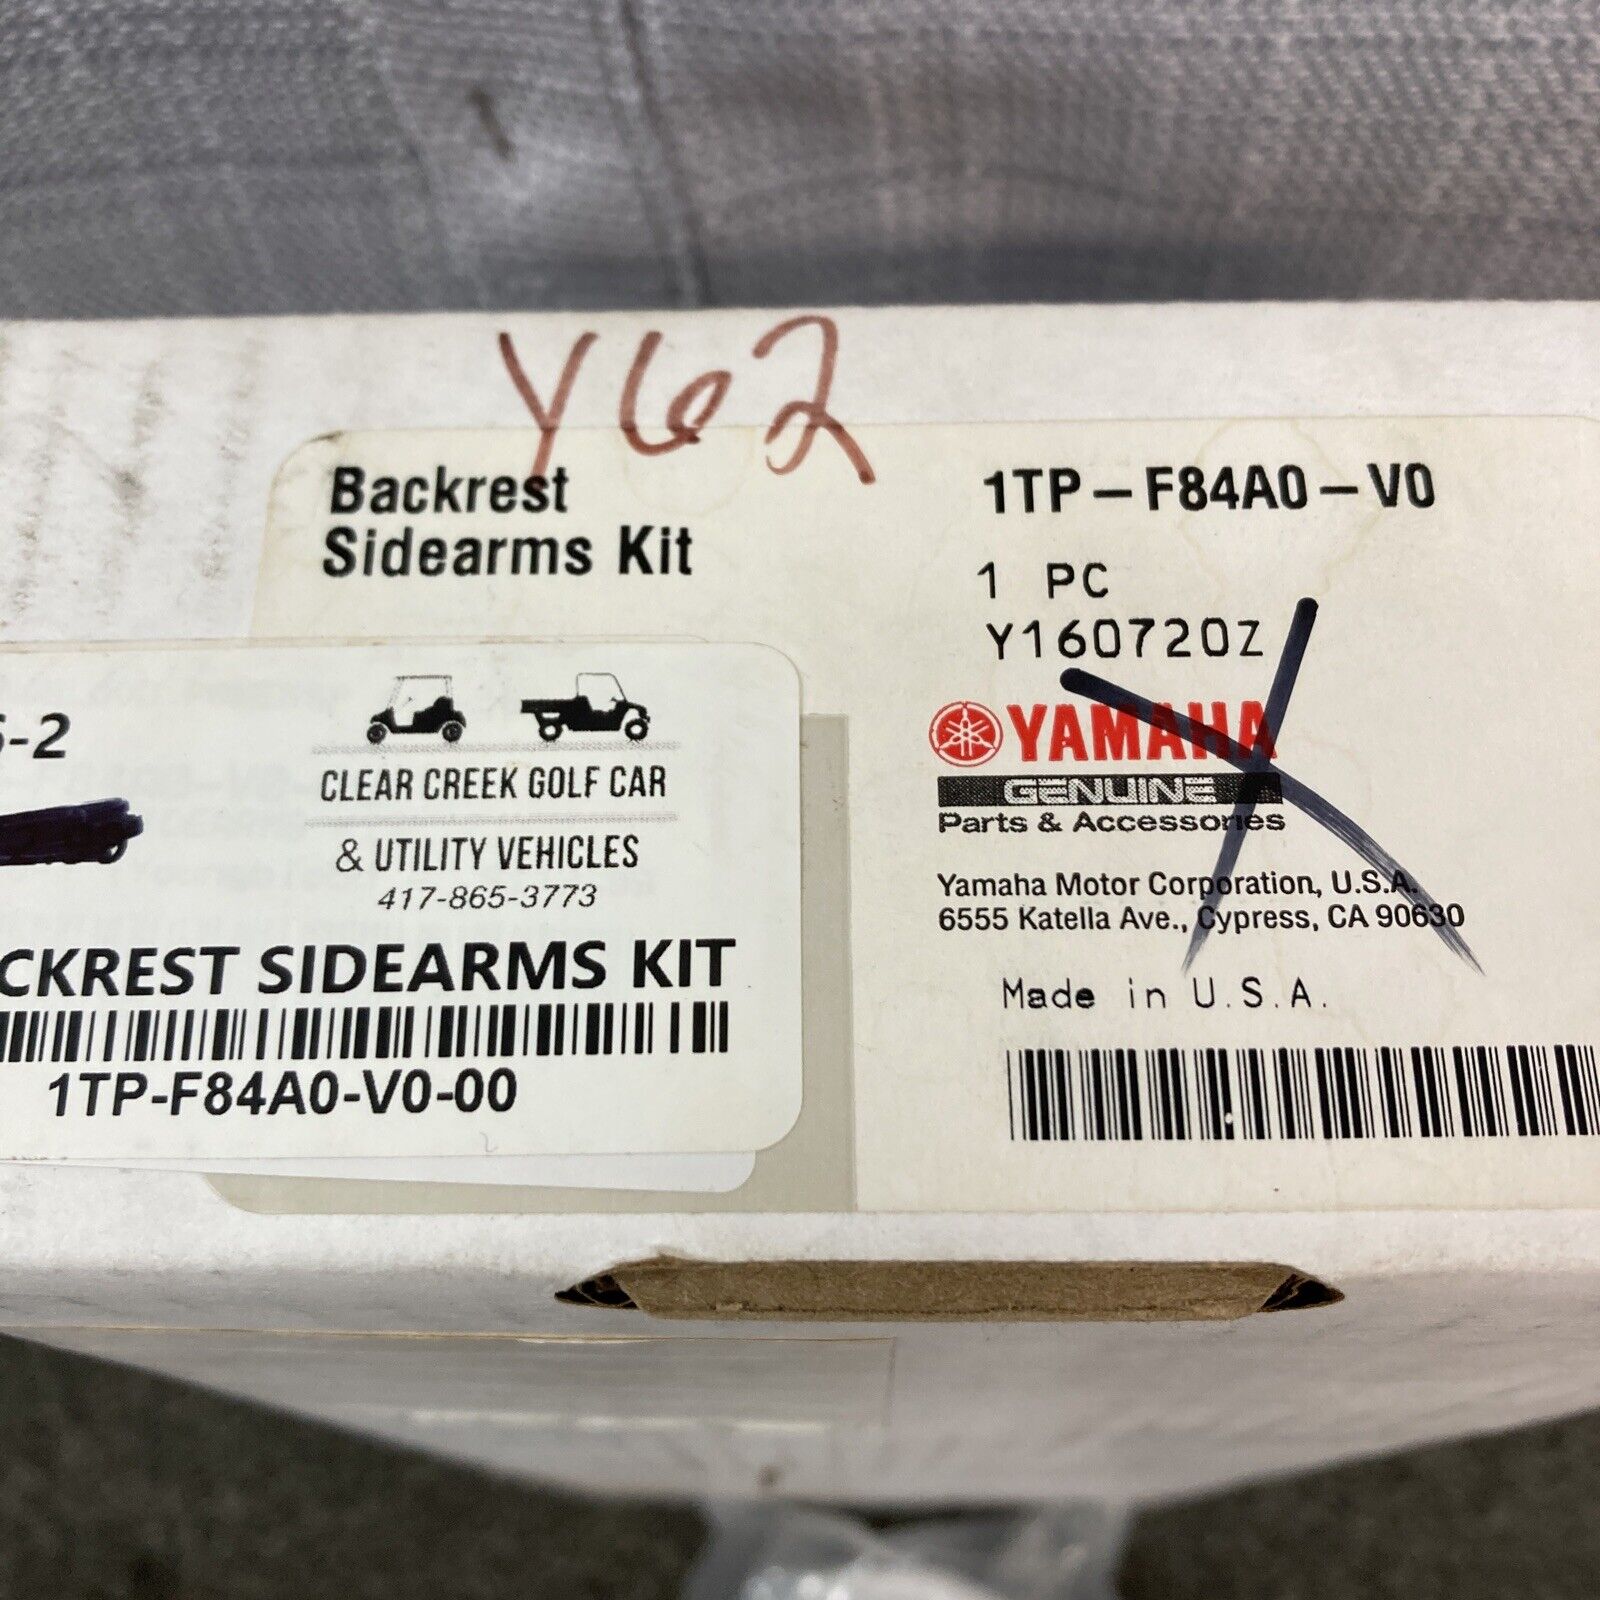 Y62
Backrest
Sidearms Kit
1TP-F84A0-V0
1 PC
Y160720Z
YAMAHA
GENUINE
Parts & Accessories
Yamaha Motor Corporation, U.S.A.
6555 Katella Ave., Cypress, CA 90630
Made in U.S.A.
-2
CLEAR CREEK GOLF CAR
& UTILITY VEHICLES
417-865-3773
CKREST SIDEARMS KIT
1TP-F84A0-V0-00